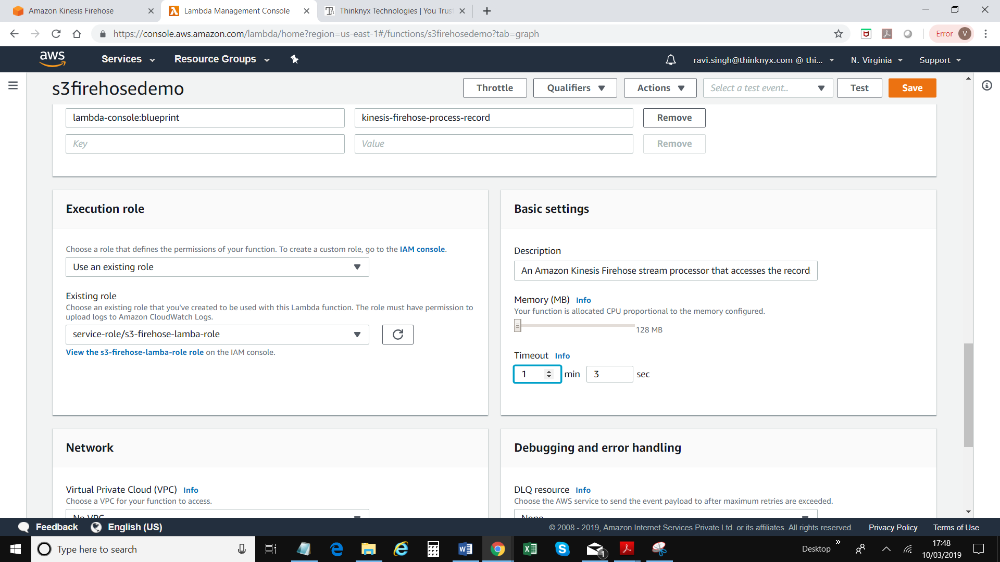 Amazon Kinesis Firehose
Lambda Management Console
Thinknyx Technologies | You Trus
https://console.aws.amazon.com/lambda/home?region=us-east-1#/functions/s3firehosedemo?tab=graph
Error V
aws Services Resource Groups ravi.singh@thinknyx.com @ thi... N. Virginia Support
s3firehosedemo Throttle Qualifiers Actions Select a test event.. Test Save
lambda-console:blueprint kinesis-firehose-process-record Remove
Key Value Remove
Execution role
Choose a role that defines the permissions of your function. To create a custom role, go to the IAM console.
Use an existing role
Existing role
Choose an existing role that you've created to be used with this Lambda function. The role must have permission to
upload logs to Amazon CloudWatch Logs.
service-role/s3-firehose-lamba-role
View the s3-firehose-lamba-role role on the IAM console.
Basic settings
Description
An Amazon Kinesis Firehose stream processor that accesses the record
Memory (MB) Info
Your function is allocated CPU proportional to the memory configured.
128 MB
Timeout Info
1 min 3 sec
Network
Virtual Private Cloud (VPC) Info
Choose a VPC for your function to access.
No VPC
Debugging and error handling
DLQ resource Info
Choose the AWS service to send the event payload to after maximum retries are exceeded.
None
Feedback English (US) © 2008 - 2019, Amazon Internet Services Private Ltd. or its affiliates. All rights reserved. Privacy Policy Terms of Use
Type here to search
1
Desktop
17:48
10/03/2019